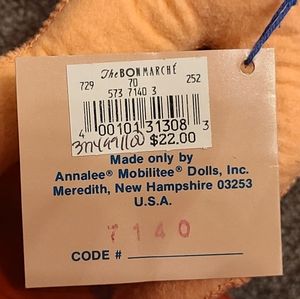 The BON MARCHÉ
729 70 252
573 7140 3
4 00101 31308 3
$22.00
Made only by
Annalee® Mobilitee® Dolls, Inc.
Meredith, New Hampshire 03253
U.S.A.
7140
CODE #